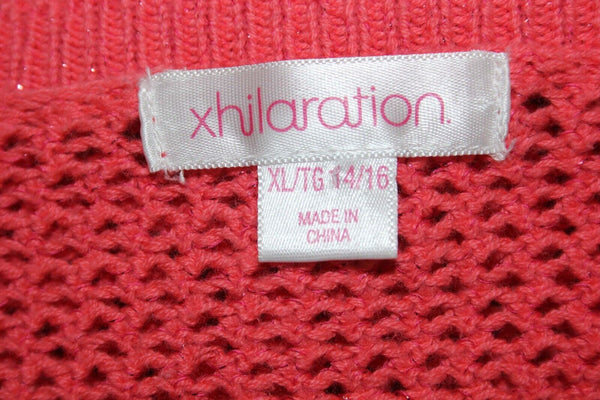 xhilaration.
XL/TG 14/16
MADE IN
CHINA